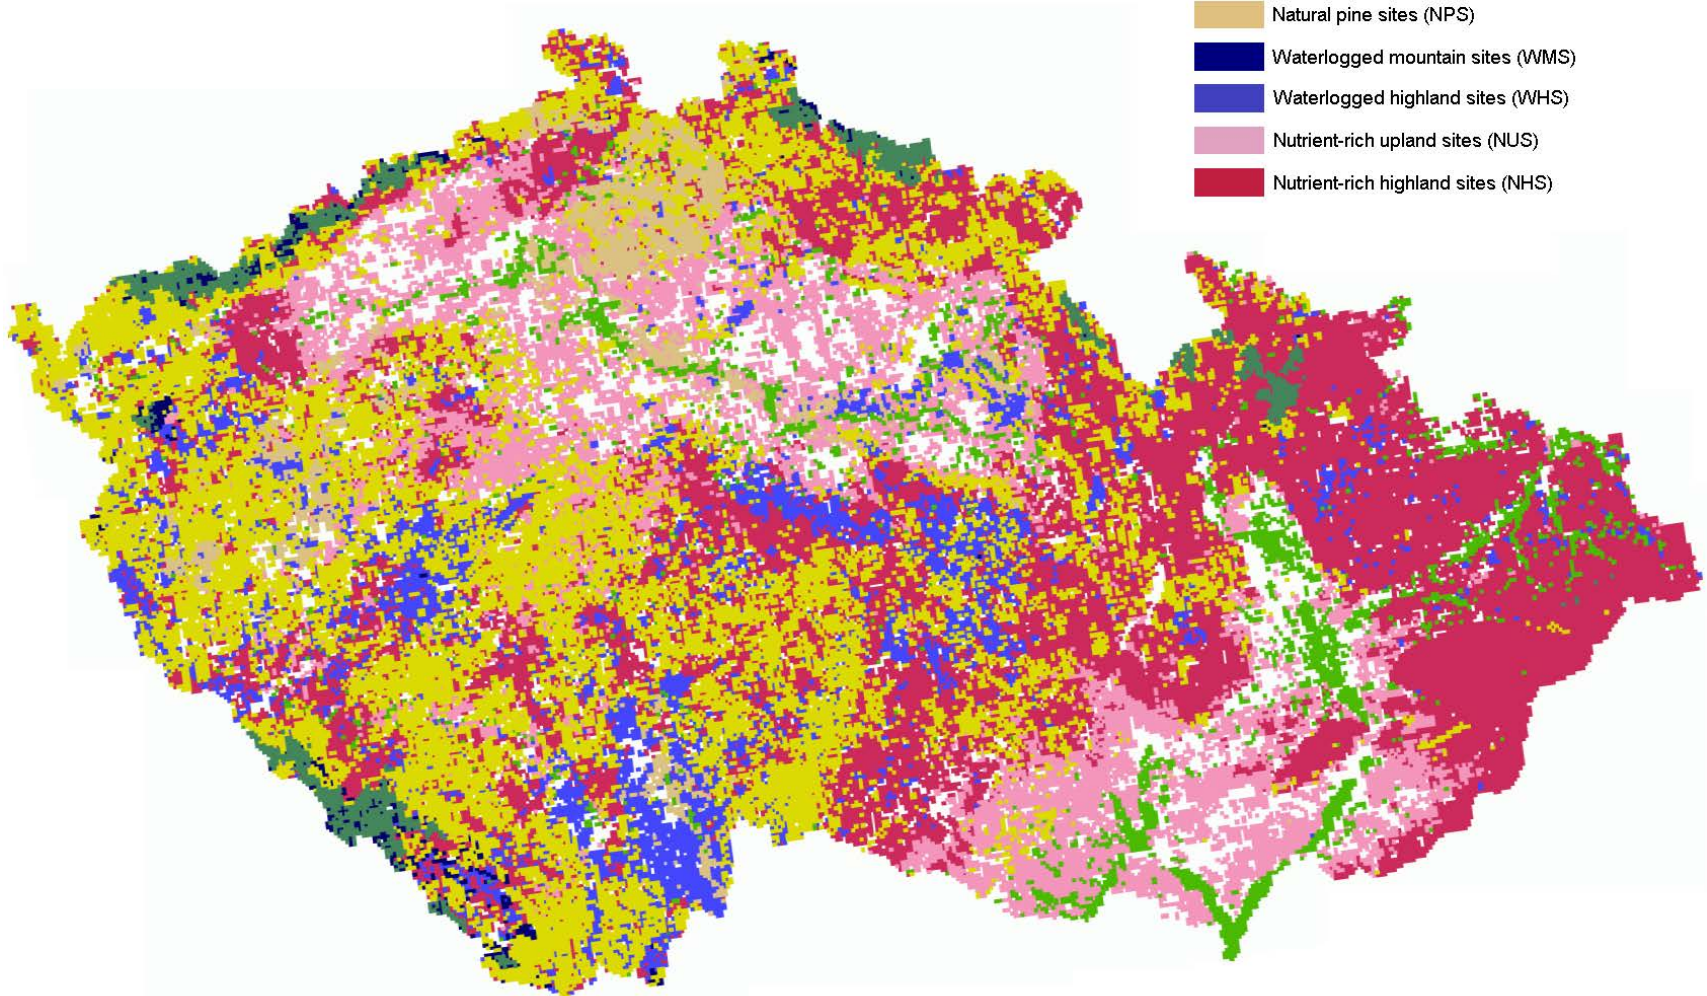 Natural pine sites (NPS)
Waterlogged mountain sites (WMS)
Waterlogged highland sites (WHS)
Nutrient-rich upland sites (NUS)
Nutrient-rich highland sites (NHS)